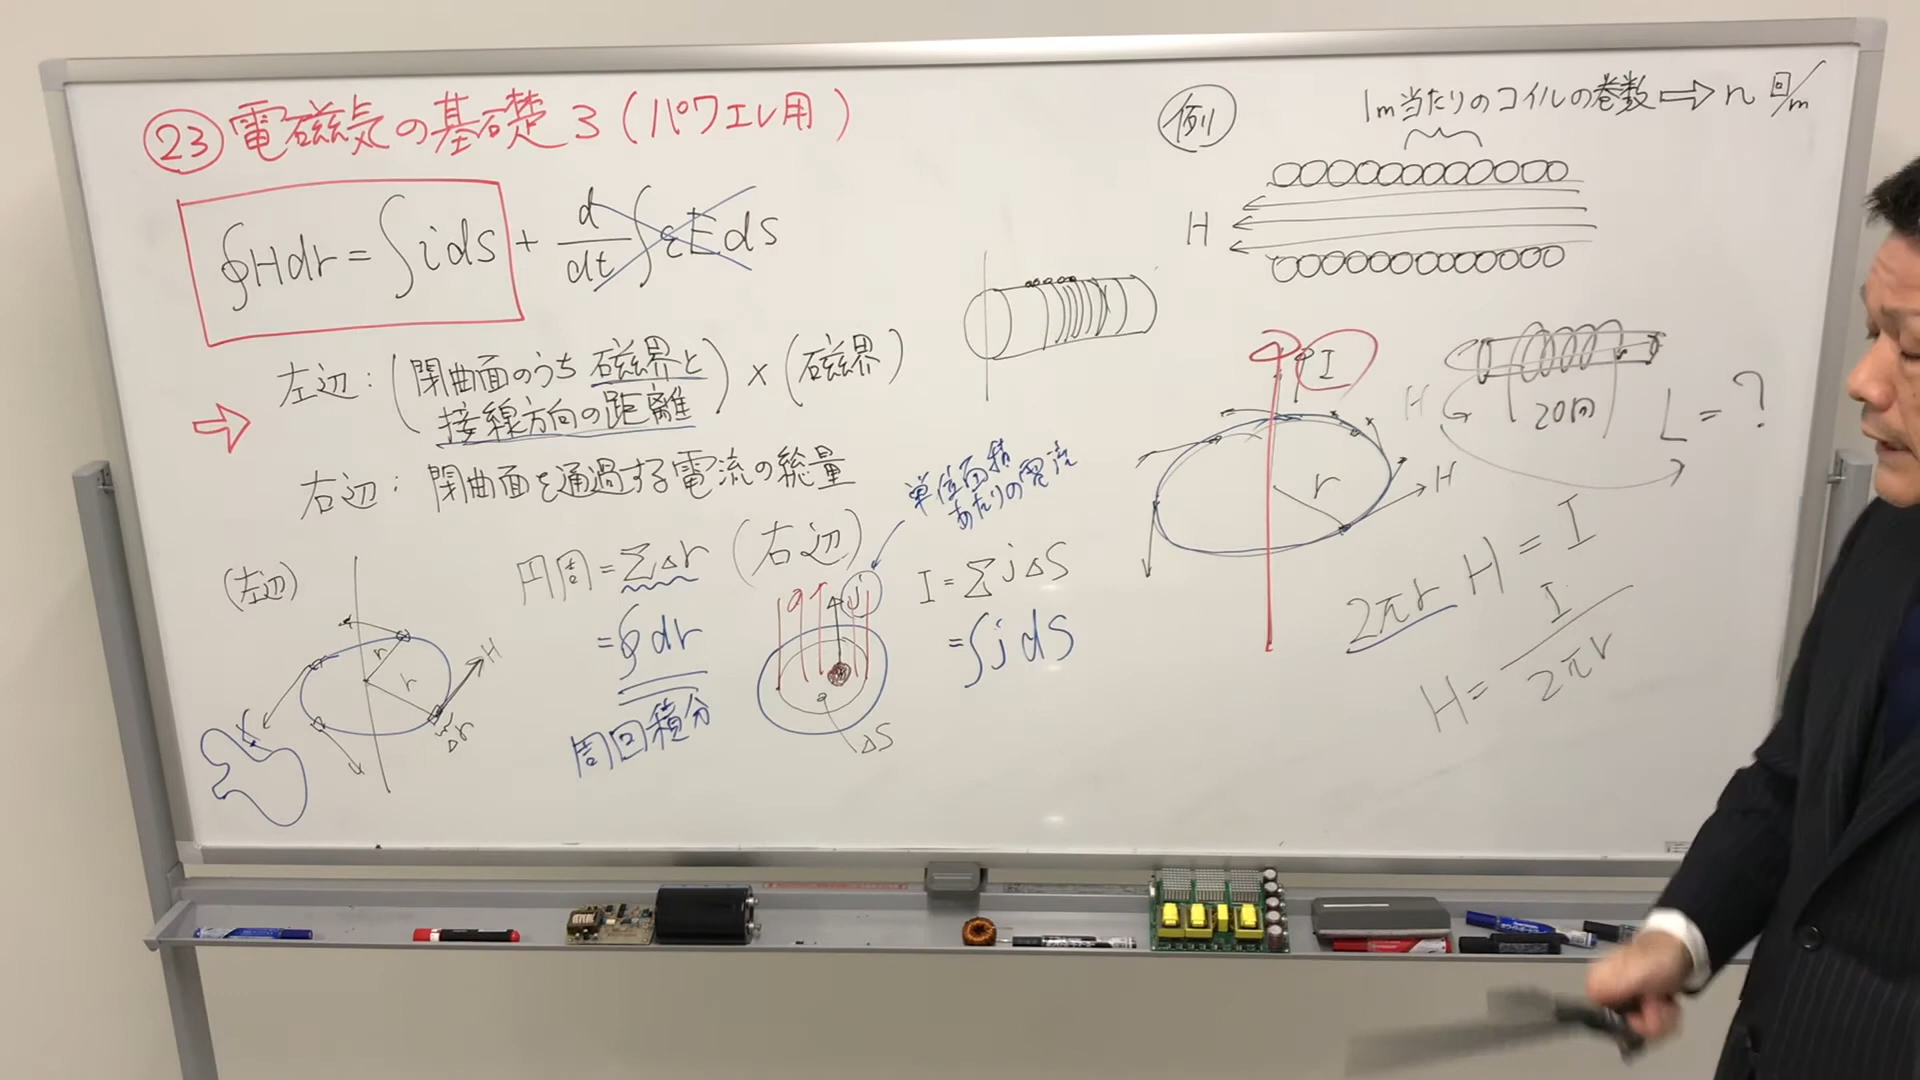 ㉓ 電磁気の基礎 3 (パワエレ用)
∮Hdr = ∫idS + d/dt ∫εEdS
左辺: (閉曲面のうち 磁界と
接線方向の距離) × (磁界)
⇨
右辺: 閉曲面を通過する電流の総量
(左辺)
r
r
H
Δr
円周 = ΣΔr
= ∮dr
周回積分
(右辺)
j
単位面積
あたりの電流
ΔS
I = ΣjΔS
= ∫jdS
例
1m当たりのコイルの巻数 ⇨ n 回/m
H
I
r
H
H
20回
L = ?
2πr H = I
H = I/2πr